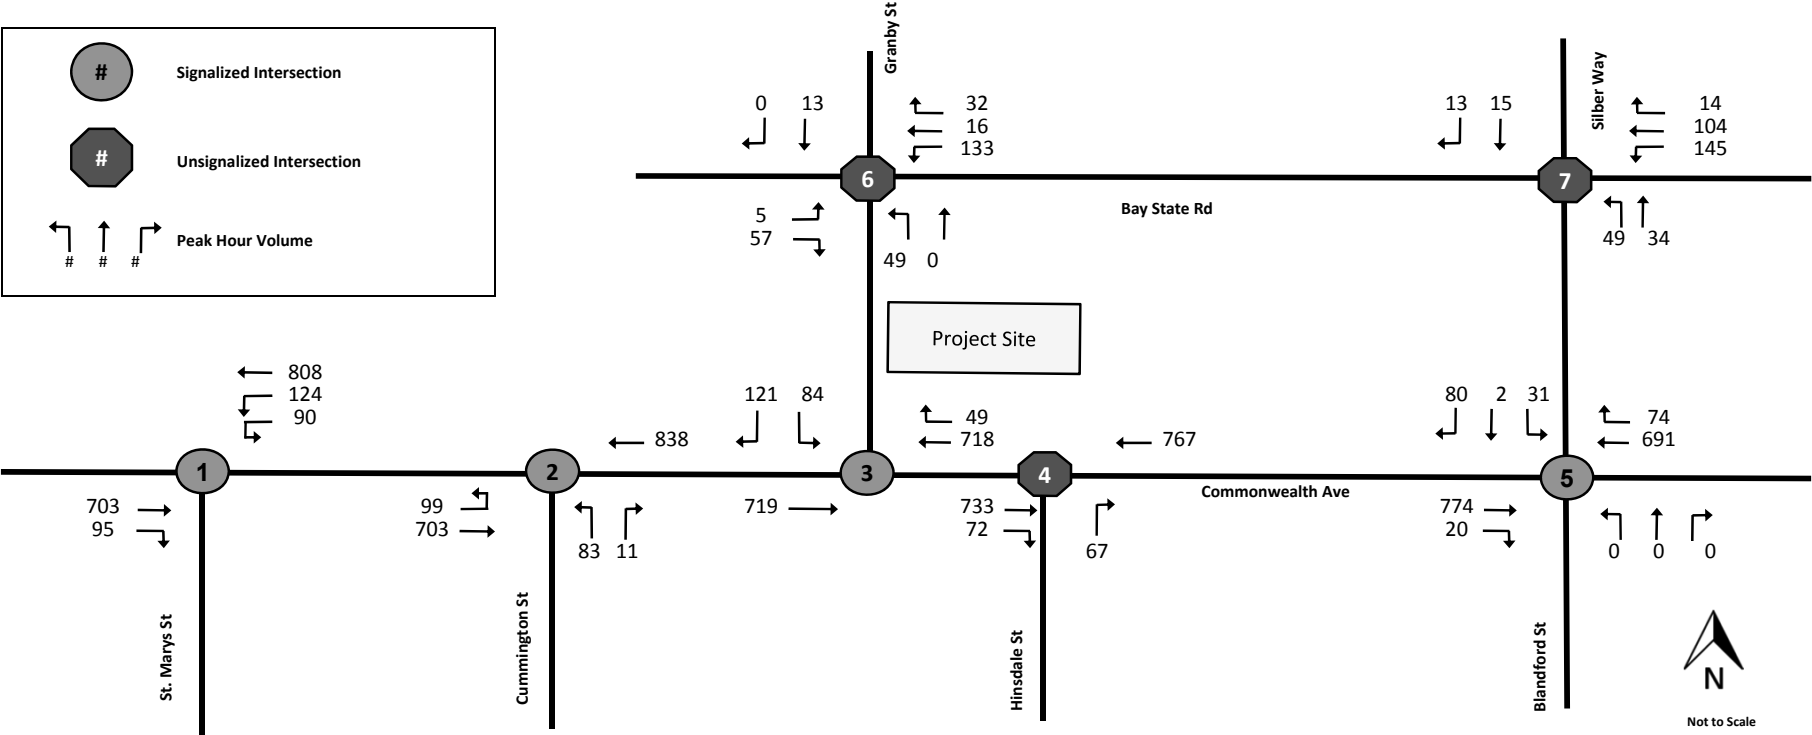 # Signalized Intersection
# Unsignalized Intersection
# # # Peak Hour Volume
Granby St
Silber Way
0 13
32
16
133
6
5
57
49 0
Bay State Rd
13 15
14
104
145
7
49 34
Project Site
808
124
90
1
703
95
St. Marys St
838
2
99
703
83 11
Cummington St
121 84
49
718
3
719
767
4
733
72
67
Hinsdale St
Commonwealth Ave
80 2 31
74
691
5
774
20
0 0 0
Blandford St
N
Not to Scale